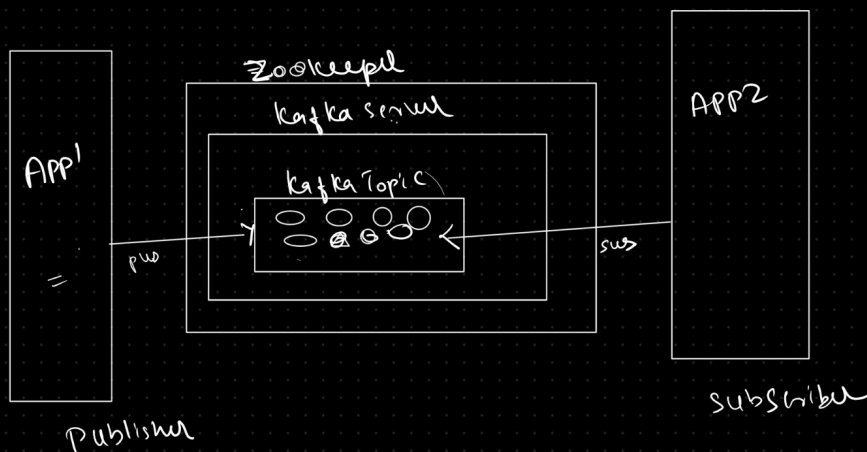 Zookeeper
Kafka server
APP2
APP1
Kafka Topic
pub
sub
Subscriber
Publisher